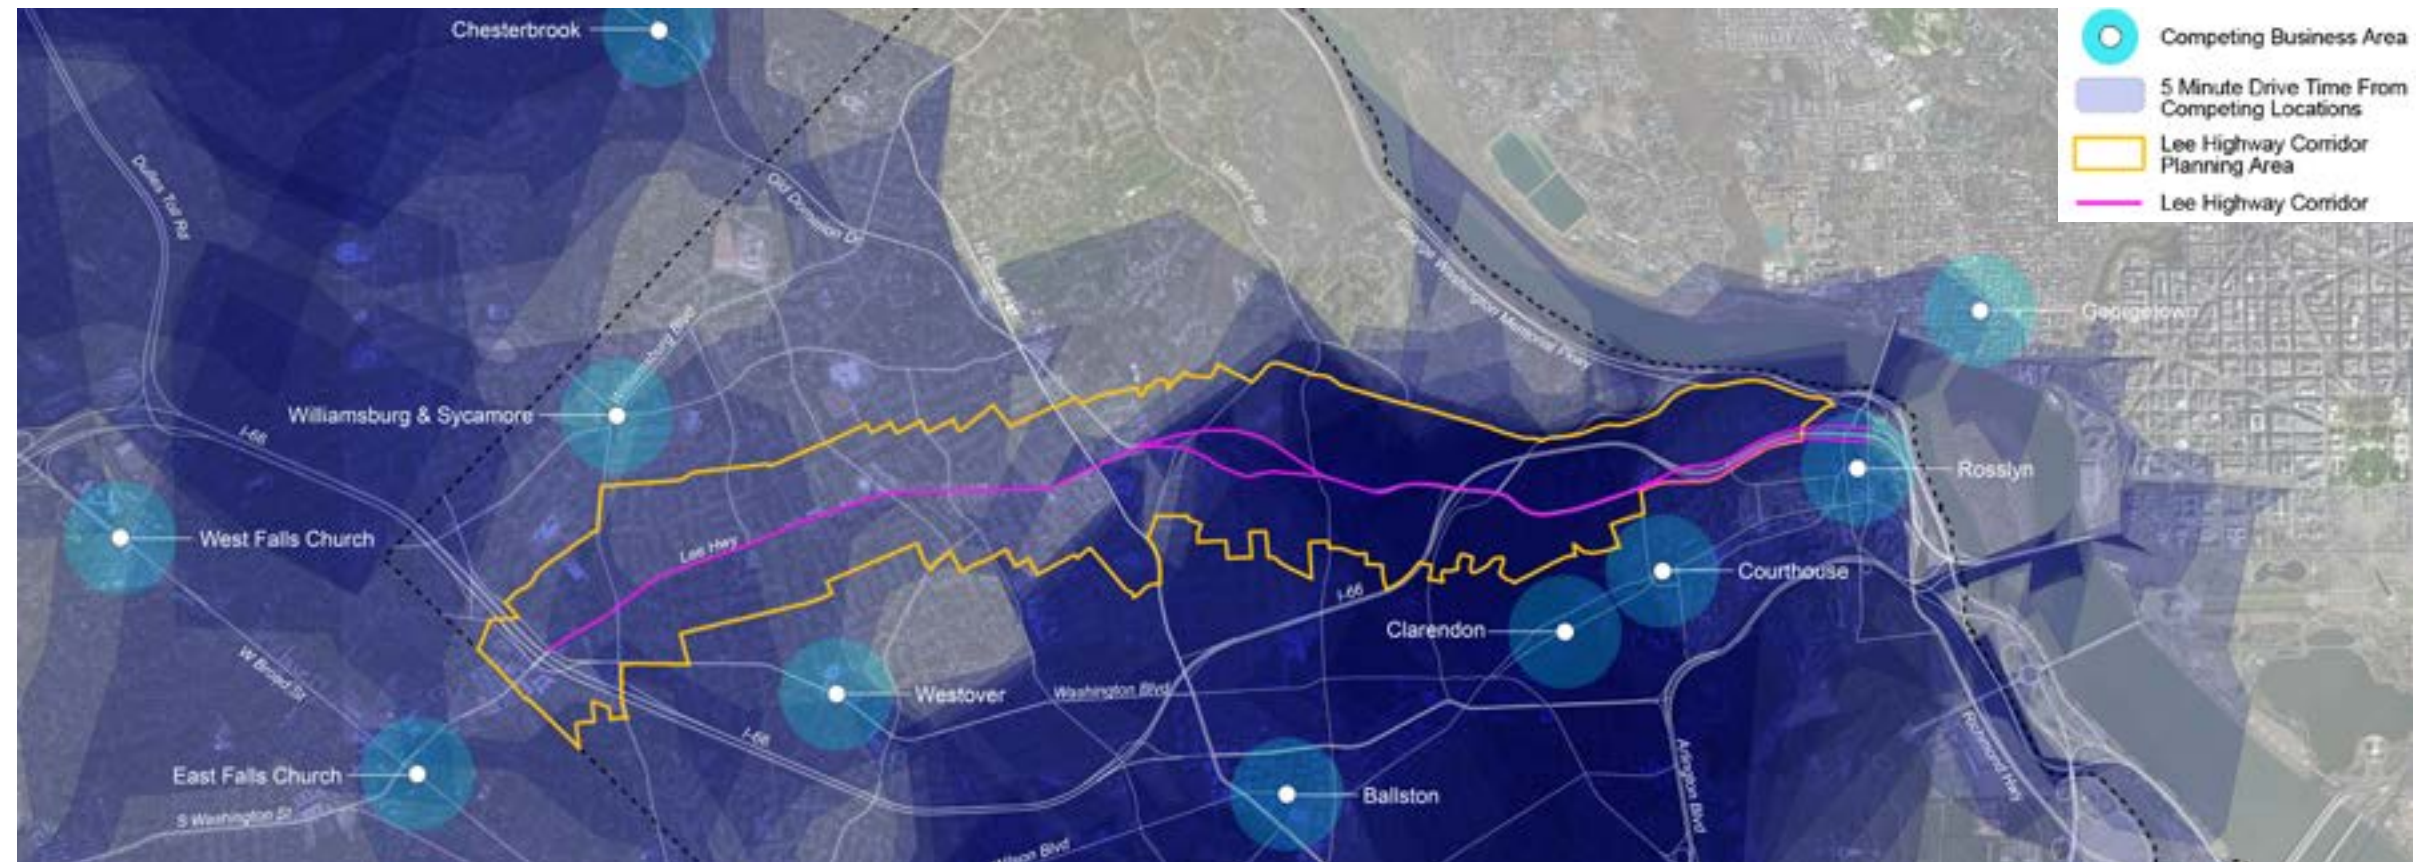 Chesterbrook
Competing Business Area
5 Minute Drive Time From
Competing Locations
Lee Highway Corridor
Planning Area
Lee Highway Corridor
Dulles Toll Rd
Old Dominion Dr
Military Rd
George Washington Memorial Pkwy
Georgetown
Williamsburg Blvd
Williamsburg & Sycamore
I-66
Rosslyn
West Falls Church
Lee Hwy
Courthouse
I-66
Clarendon
W Broad St
Westover
Washington Blvd
I-66
East Falls Church
Ballston
Arlington Blvd
Richmond Hwy
S Washington St
Wilson Blvd